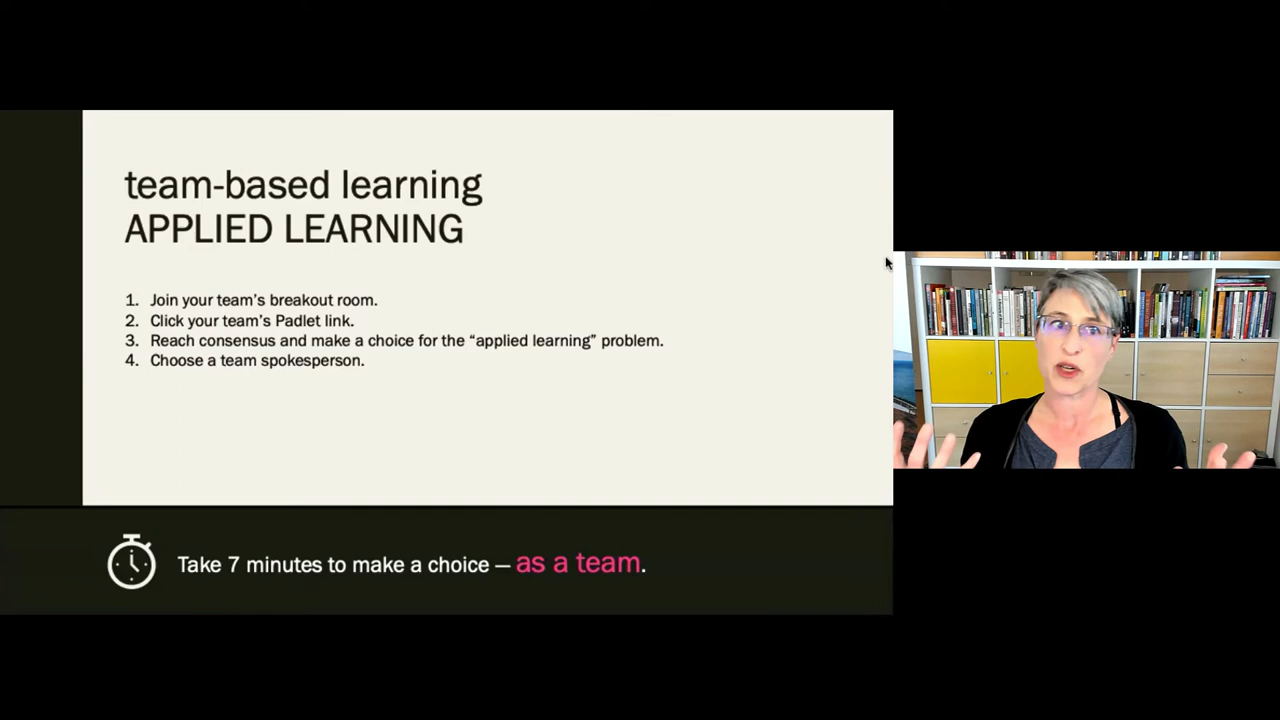 team-based learning
APPLIED LEARNING
1. Join your team’s breakout room.
2. Click your team’s Padlet link.
3. Reach consensus and make a choice for the “applied learning” problem.
4. Choose a team spokesperson.
Take 7 minutes to make a choice — as a team.